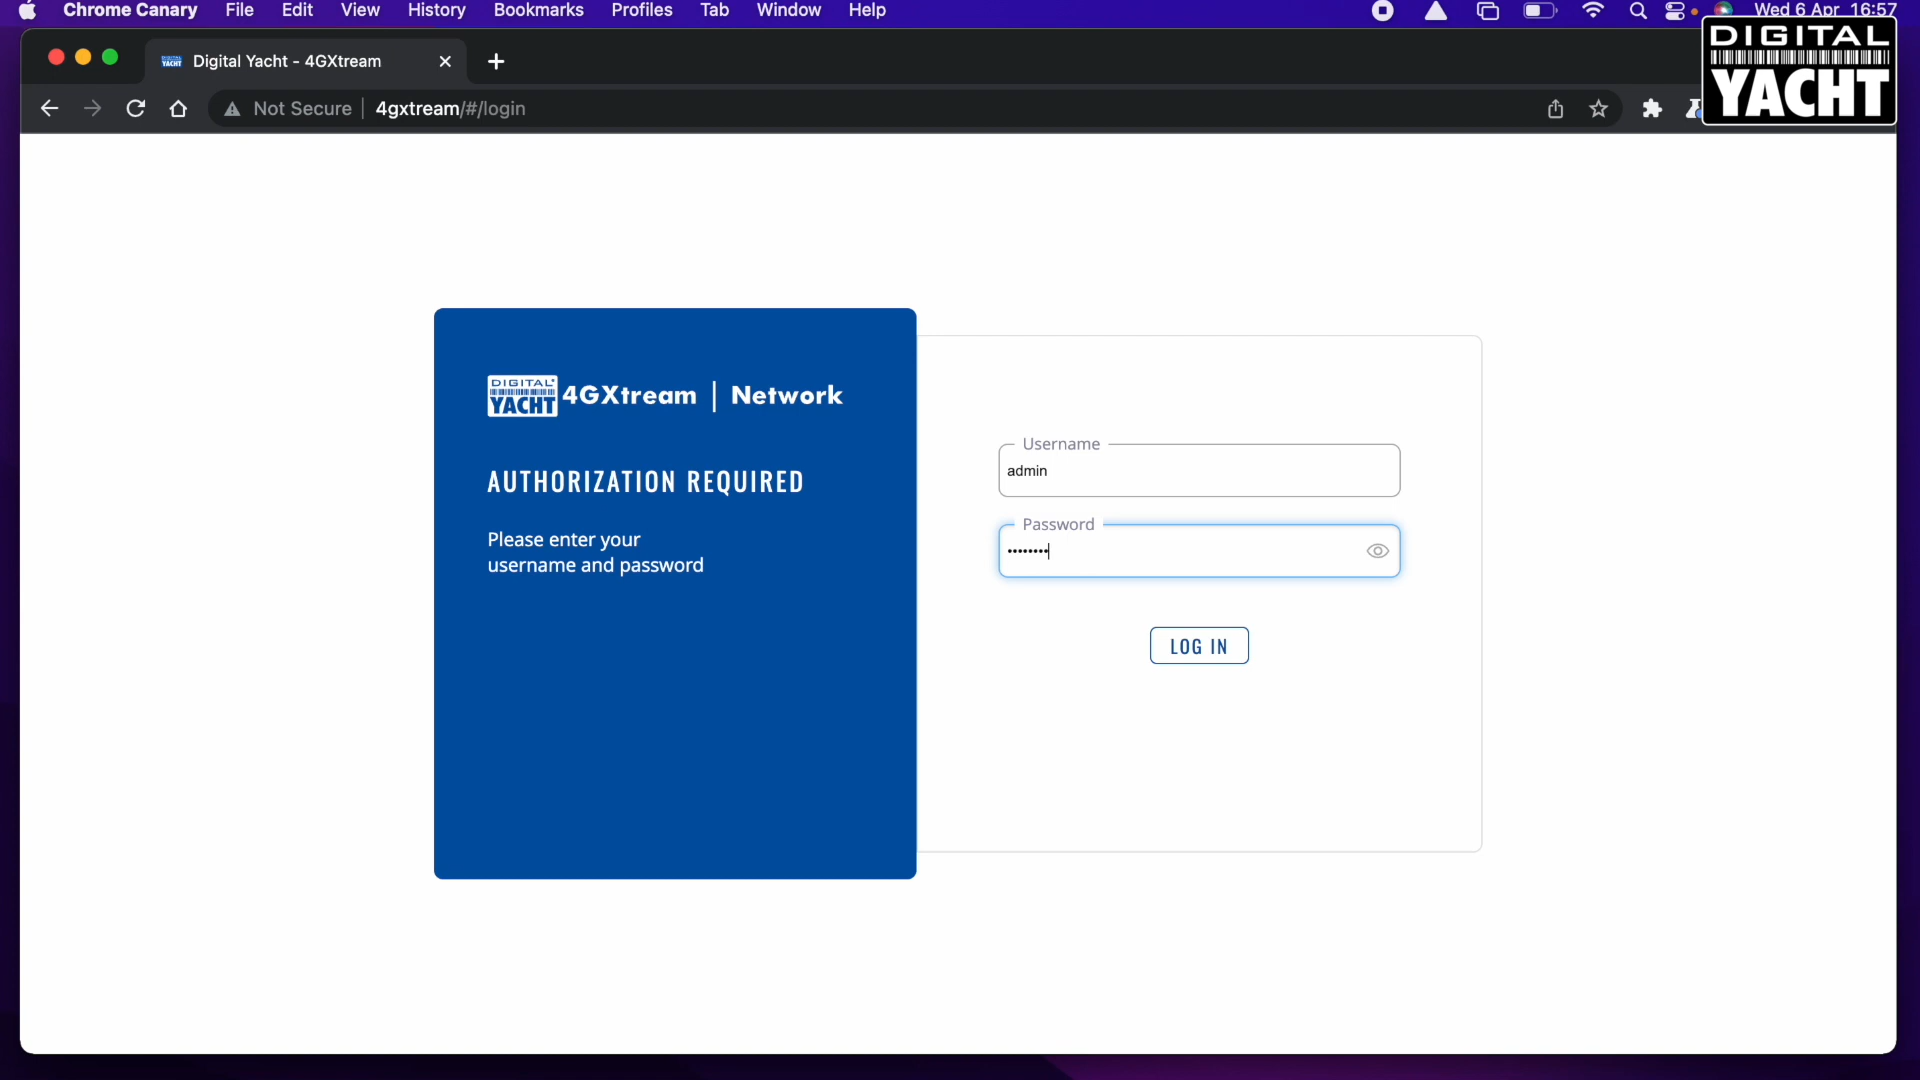 Chrome Canary File Edit View History Bookmarks Profiles Tab Window Help Wed 6 Apr 16:57
DIGITAL
YACHT
Digital Yacht - 4GXtream
Not Secure 4gxtream/#/login
DIGITAL
YACHT
4GXtream | Network
AUTHORIZATION REQUIRED
Please enter your
username and password
Username
admin
Password
••••••••
LOG IN